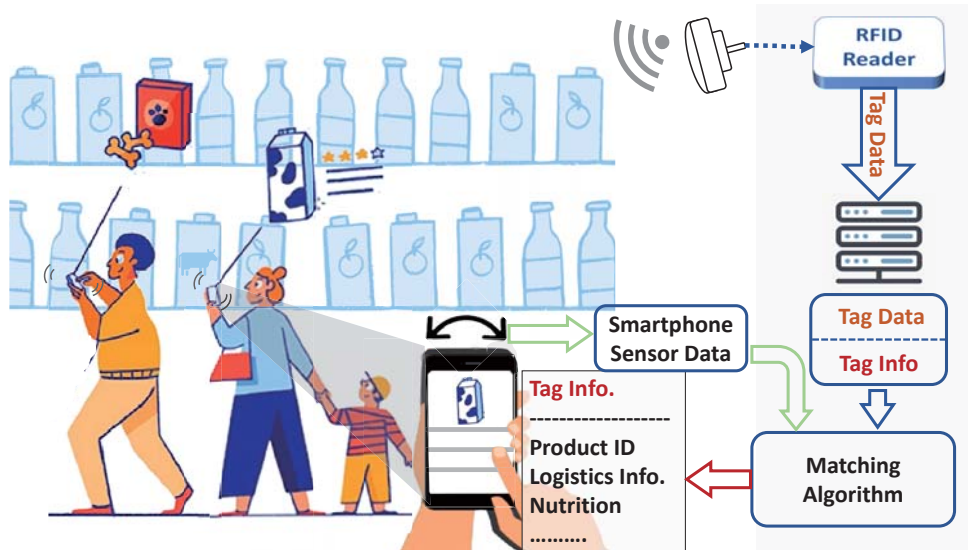 RFID
Reader
Tag Data
Smartphone
Sensor Data
Tag Data
Tag Info
Tag Info.
--------------------
Product ID
Logistics Info.
Nutrition
……….
Matching
Algorithm